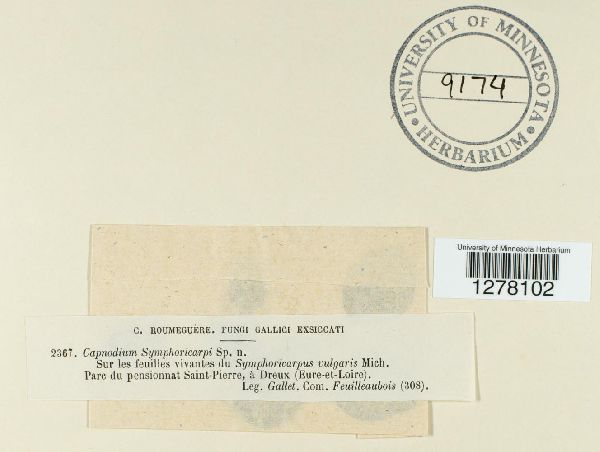 UNIVERSITY OF MINNESOTA
9174
• HERBARIUM •
University of Minnesota Herbarium
1278102
C. ROUMEGUÈRE. FUNGI GALLICI EXSICCATI
2367. Capnodium Symphoricarpi Sp. n.
Sur les feuilles vivantes du Symphoricarpus vulgaris Mich.
Parc du pensionnat Saint-Pierre, à Dreux (Eure-et-Loire).
Leg. Gallet. Com. Feuilleaubois (308).